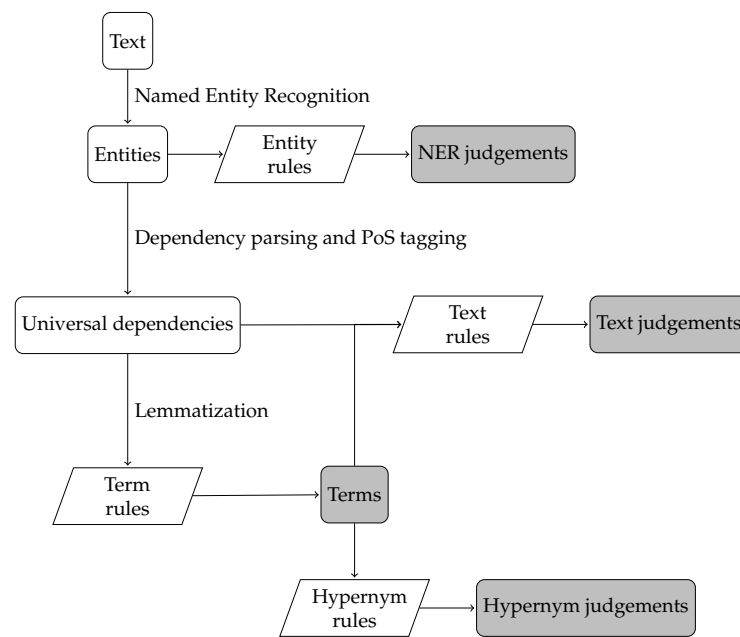 Text
Named Entity Recognition
Entities
Entity
rules
NER judgements
Dependency parsing and PoS tagging
Universal dependencies
Text
rules
Text judgements
Lemmatization
Term
rules
Terms
Hypernym
rules
Hypernym judgements